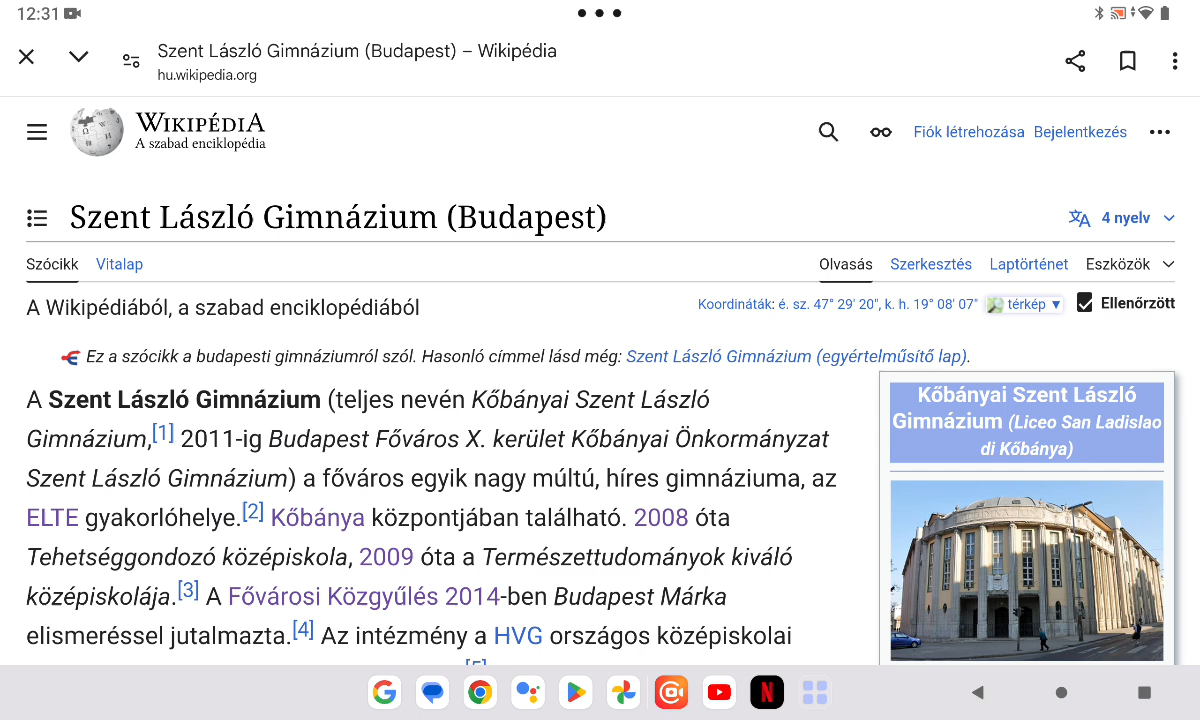 12:31
Szent László Gimnázium (Budapest) – Wikipédia
hu.wikipedia.org
WIKIPÉDIA
A szabad enciklopédia
Fiók létrehozása Bejelentkezés
Szent László Gimnázium (Budapest)
4 nyelv
Szócikk Vitalap
Olvasás Szerkesztés Laptörténet Eszközök
A Wikipédiából, a szabad enciklopédiából
Koordináták: é. sz. 47° 29′ 20″, k. h. 19° 08′ 07″ térkép ▼
Ellenőrzött
Ez a szócikk a budapesti gimnáziumról szól. Hasonló címmel lásd még: Szent László Gimnázium (egyértelműsítő lap).
A Szent László Gimnázium (teljes nevén Kőbányai Szent László
Gimnázium,[1] 2011-ig Budapest Főváros X. kerület Kőbányai Önkormányzat
Szent László Gimnázium) a főváros egyik nagy múltú, híres gimnáziuma, az
ELTE gyakorlóhelye.[2] Kőbánya központjában található. 2008 óta
Tehetséggondozó középiskola, 2009 óta a Természettudományok kiváló
középiskolája.[3] A Fővárosi Közgyűlés 2014-ben Budapest Márka
elismeréssel jutalmazta.[4] Az intézmény a HVG országos középiskolai
[5]
Kőbányai Szent László
Gimnázium (Liceo San Ladislao
di Kőbánya)